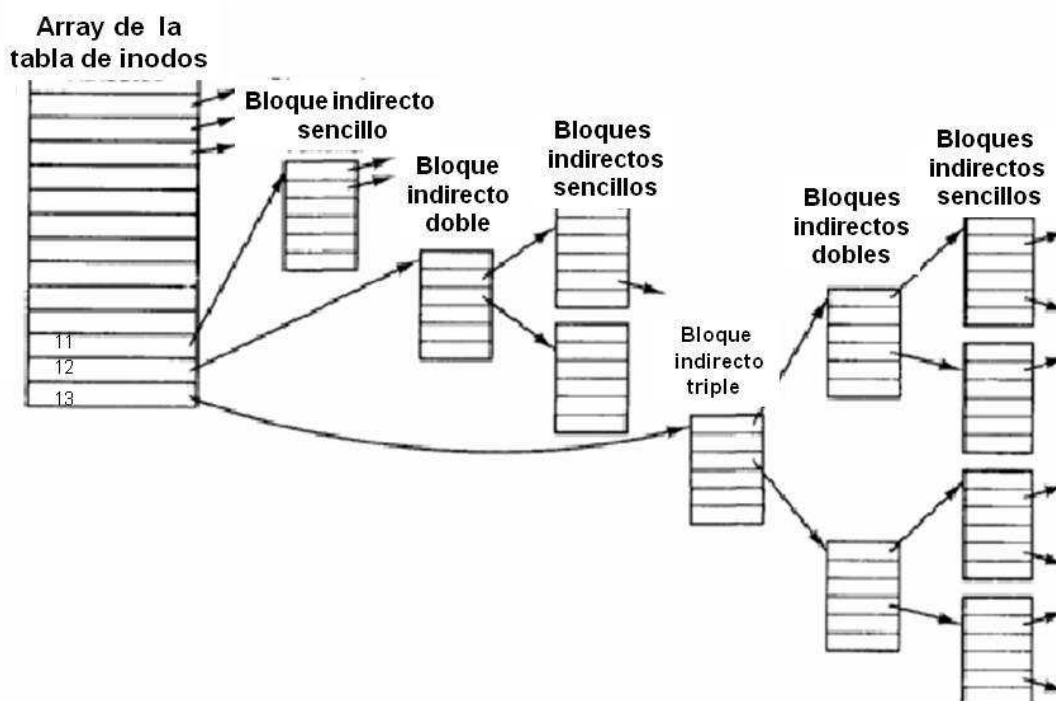 Array de la
tabla de inodos
Bloque indirecto
sencillo
Bloque
indirecto
doble
Bloques
indirectos
sencillos
Bloques
indirectos
dobles
Bloques
indirectos
sencillos
Bloque
indirecto
triple
11
12
13